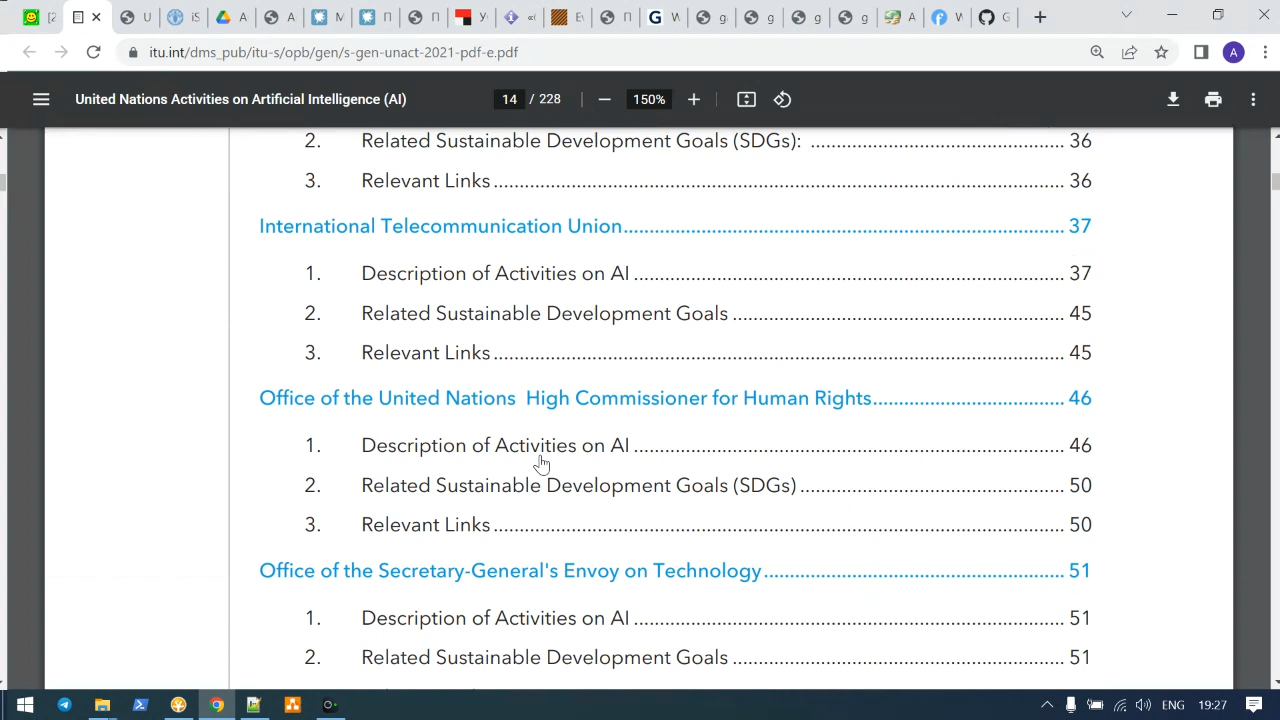 itu.int/dms_pub/itu-s/opb/gen/s-gen-unact-2021-pdf-e.pdf
A
United Nations Activities on Artificial Intelligence (AI)
14 / 228
150%
2. Related Sustainable Development Goals (SDGs): 36
3. Relevant Links 36
International Telecommunication Union 37
1. Description of Activities on AI 37
2. Related Sustainable Development Goals 45
3. Relevant Links 45
Office of the United Nations High Commissioner for Human Rights 46
1. Description of Activities on AI 46
2. Related Sustainable Development Goals (SDGs) 50
3. Relevant Links 50
Office of the Secretary-General's Envoy on Technology 51
1. Description of Activities on AI 51
2. Related Sustainable Development Goals 51
ENG 19:27